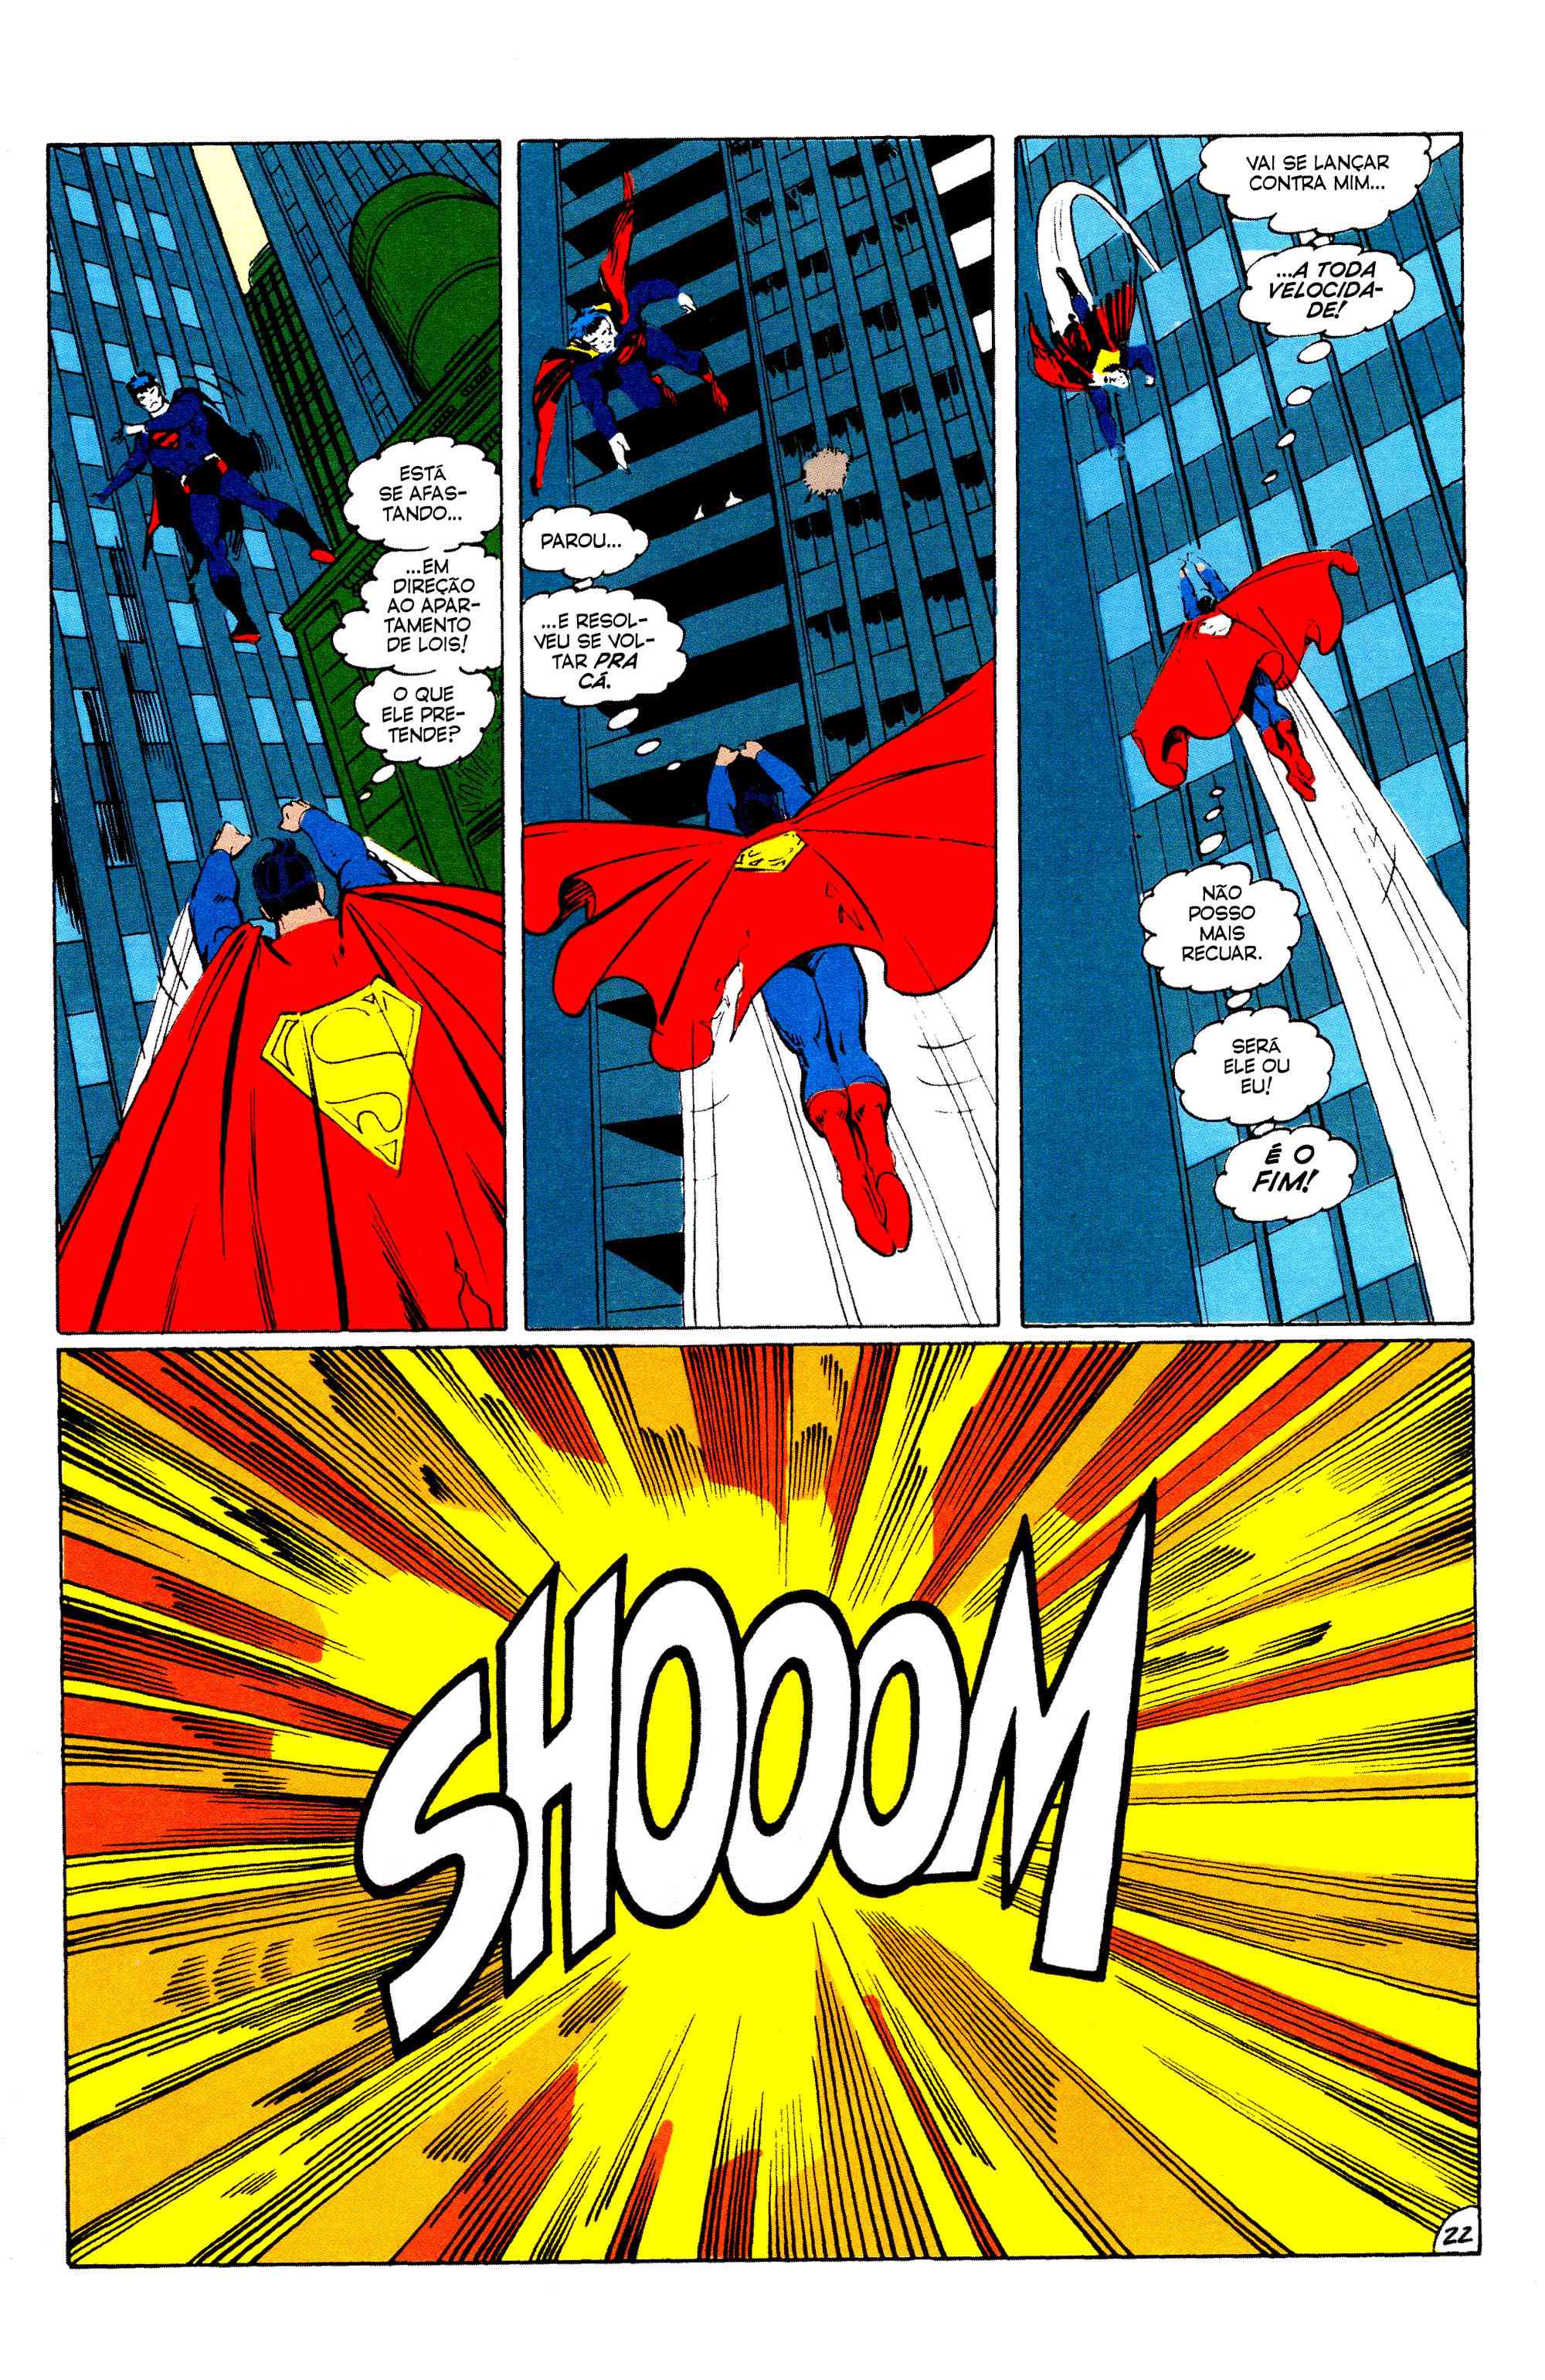 ESTÁ
SE AFAS-
TANDO...
...EM
DIREÇÃO
AO APAR-
TAMENTO
DE LOIS!
O QUE
ELE PRE-
TENDE?
PAROU...
...E RESOL-
VEU SE VOL-
TAR PRA
CÁ.
VAI SE LANÇAR
CONTRA MIM...
...A TODA
VELOCIDA-
DE!
NÃO
POSSO
MAIS
RECUAR.
SERÁ
ELE OU
EU!
É O
FIM!
S
SHOOOM
22